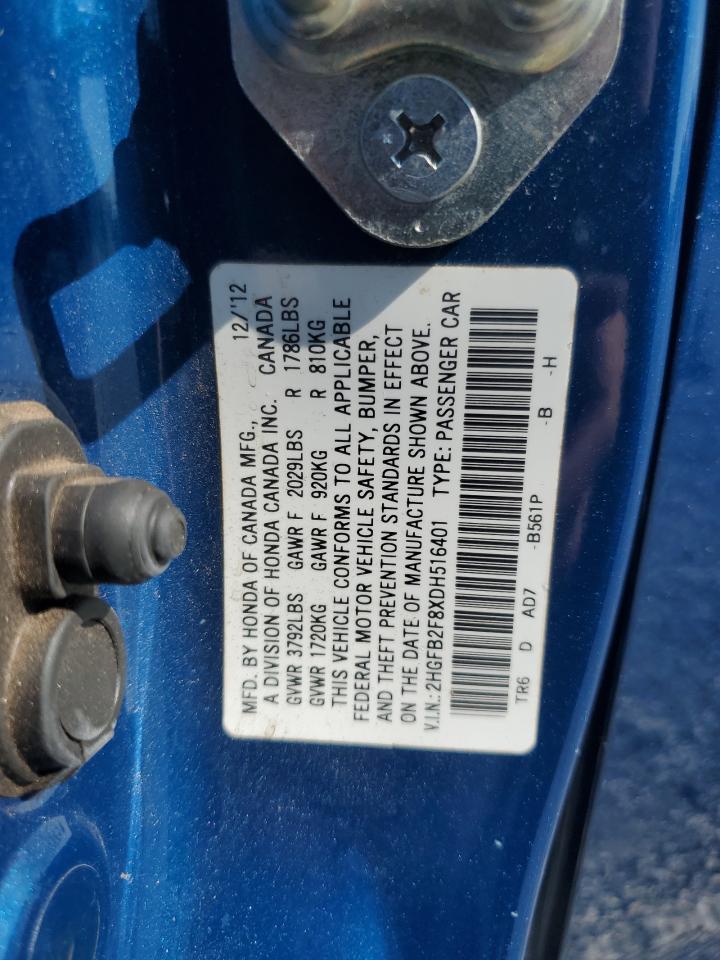 MFD. BY HONDA OF CANADA MFG., 12/'12
A DIVISION OF HONDA CANADA INC. CANADA
GVWR 3792LBS GAWR F 2029LBS R 1786LBS
GVWR 1720KG GAWR F 920KG R 810KG
THIS VEHICLE CONFORMS TO ALL APPLICABLE
FEDERAL MOTOR VEHICLE SAFETY, BUMPER,
AND THEFT PREVENTION STANDARDS IN EFFECT
ON THE DATE OF MANUFACTURE SHOWN ABOVE.
V.I.N.:2HGFB2F8XDH516401 TYPE: PASSENGER CAR
TR6 D AD7 -B561P -B -H